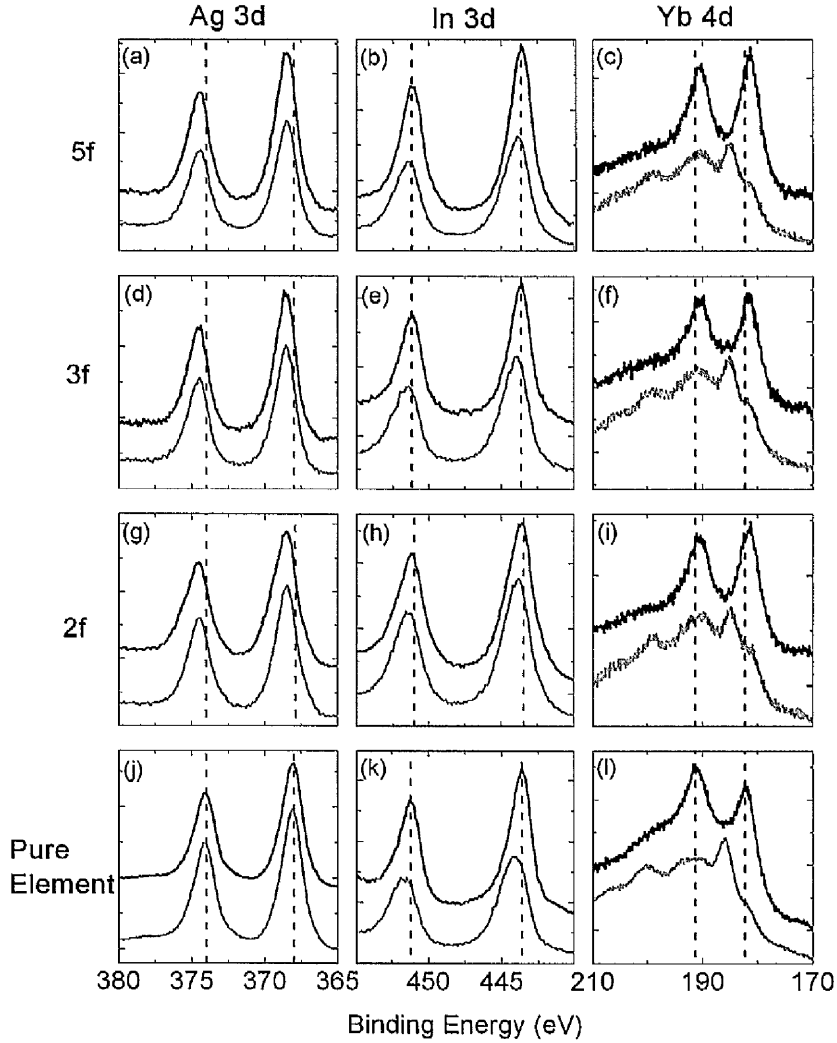 Ag 3d In 3d Yb 4d
(a) (b) (c)
5f
(d) (e) (f)
3f
(g) (h) (i)
2f
(j) (k) (l)
Pure
Element
380 375 370 365 450 445 210 190 170
Binding Energy (eV)